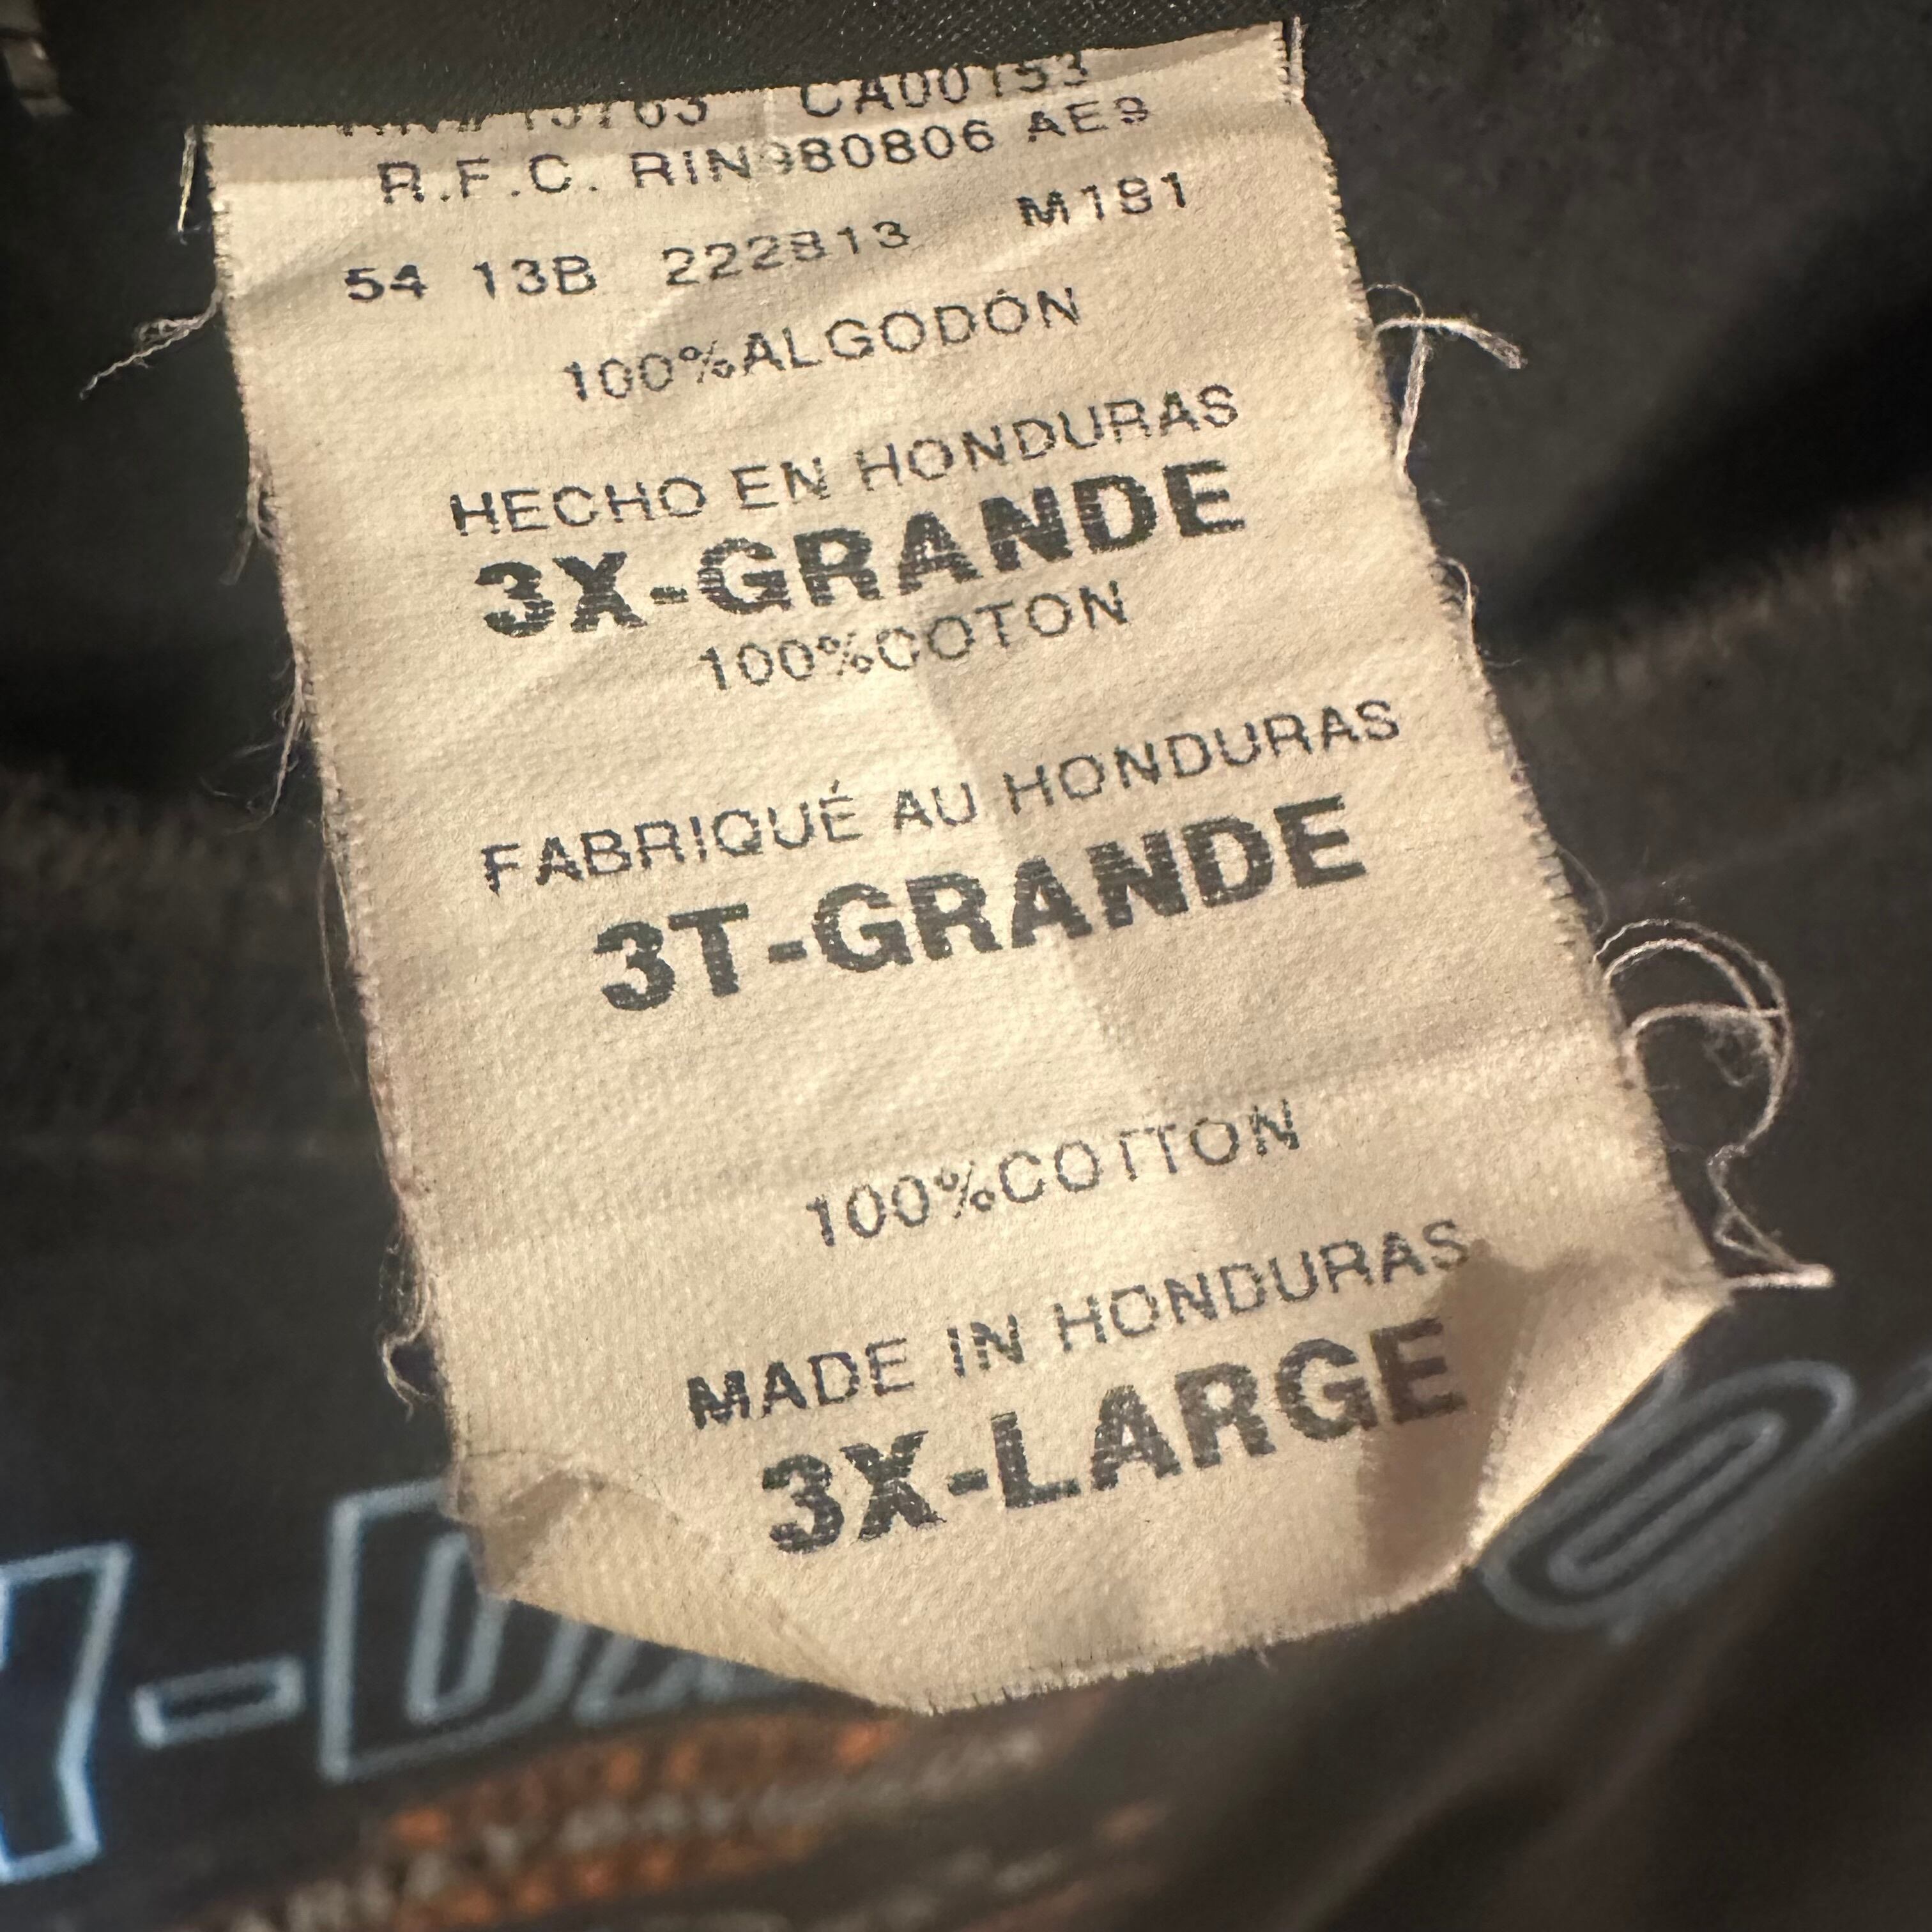 CA00153
R.F.C. RIN980806 AE9
54 13B 222813 M181
100%ALGODÓN
HECHO EN HONDURAS
3X-GRANDE
100%COTON
FABRIQUÉ AU HONDURAS
3T-GRANDE
100%COTTON
MADE IN HONDURAS
3X-LARGE